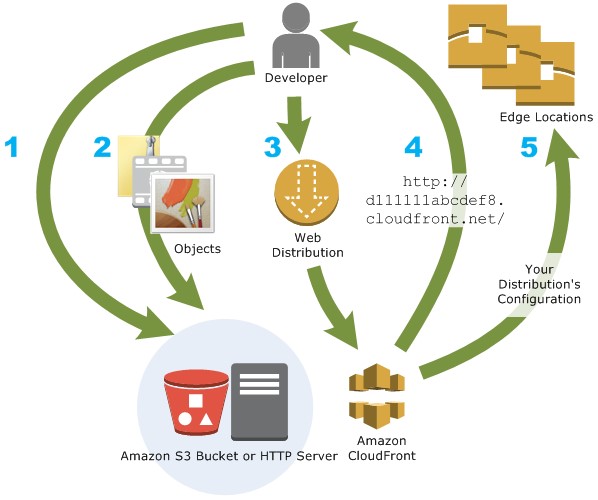 Developer
Edge Locations
1
2
3
4
5
http://
d111111abcdef8.
cloudfront.net/
Objects
Web
Distribution
Your
Distribution's
Configuration
Amazon S3 Bucket or HTTP Server
Amazon
CloudFront